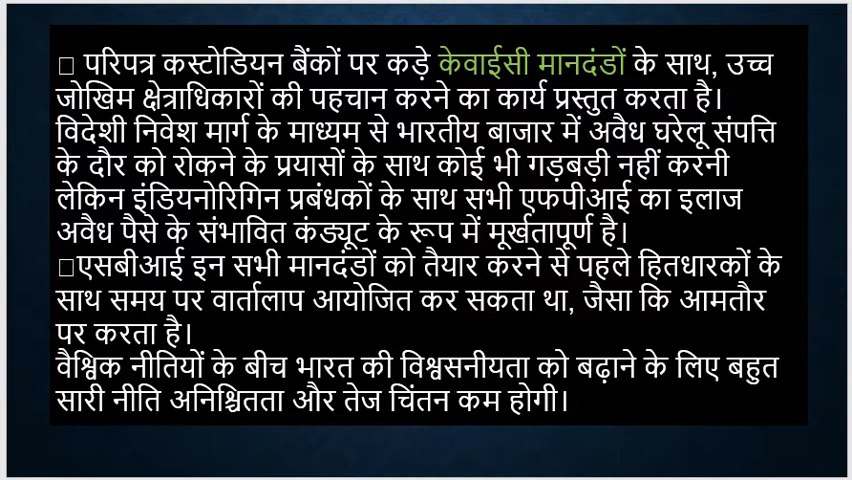 □ परिपत्र कस्टोडियन बैंकों पर कड़े केवाईसी मानदंडों के साथ, उच्च
जोखिम क्षेत्राधिकारों की पहचान करने का कार्य प्रस्तुत करता है।
विदेशी निवेश मार्ग के माध्यम से भारतीय बाजार में अवैध घरेलू संपत्ति
के दौर को रोकने के प्रयासों के साथ कोई भी गड़बड़ी नहीं करनी
लेकिन इंडियनोरिगिन प्रबंधकों के साथ सभी एफपीआई का इलाज
अवैध पैसे के संभावित कंड्यूट के रूप में मूर्खतापूर्ण है।
□एसबीआई इन सभी मानदंडों को तैयार करने से पहले हितधारकों के
साथ समय पर वार्तालाप आयोजित कर सकता था, जैसा कि आमतौर
पर करता है।
वैश्विक नीतियों के बीच भारत की विश्वसनीयता को बढ़ाने के लिए बहुत
सारी नीति अनिश्चितता और तेज चिंतन कम होगी।